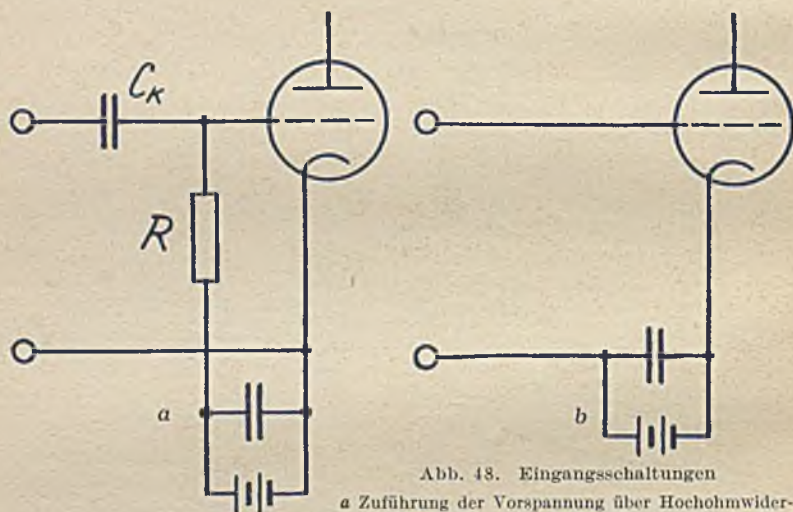 C_K
R
a
b
Abb. 48. Eingangsschaltungen
a Zuführung der Vorspannung über Hochohmwider-